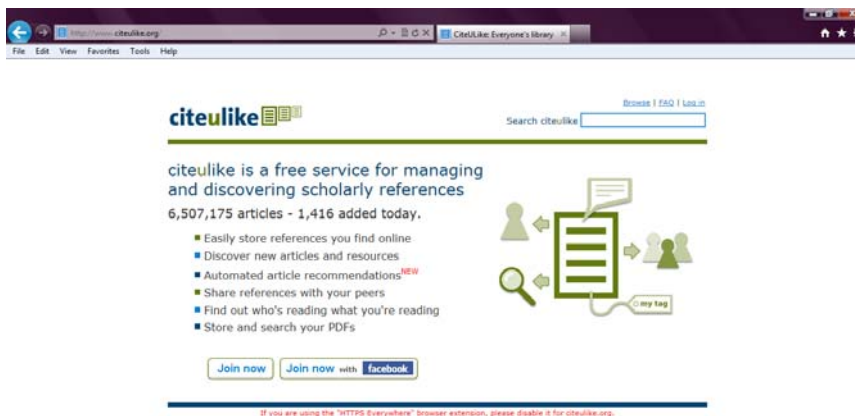 http://www.citeulike.org/
CiteULike: Everyone's library
File Edit View Favorites Tools Help
citeulike
Browse | FAQ | Log in
Search citeulike
citeulike is a free service for managing
and discovering scholarly references
6,507,175 articles - 1,416 added today.
Easily store references you find online
Discover new articles and resources
Automated article recommendations NEW
Share references with your peers
Find out who's reading what you're reading
Store and search your PDFs
my tag
Join now
Join now with facebook
If you are using the "HTTPS Everywhere" browser extension, please disable it for citeulike.org.